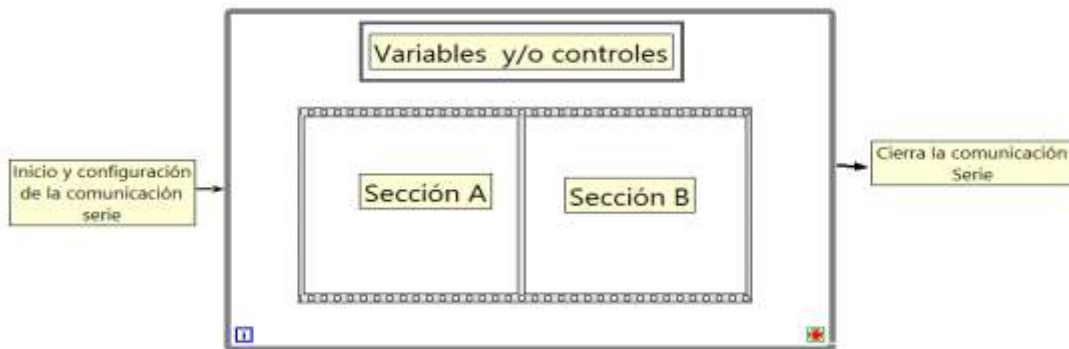 Variables y/o controles
Inicio y configuración
de la comunicación
serie
Sección A
Sección B
Cierra la comunicación
Serie
i